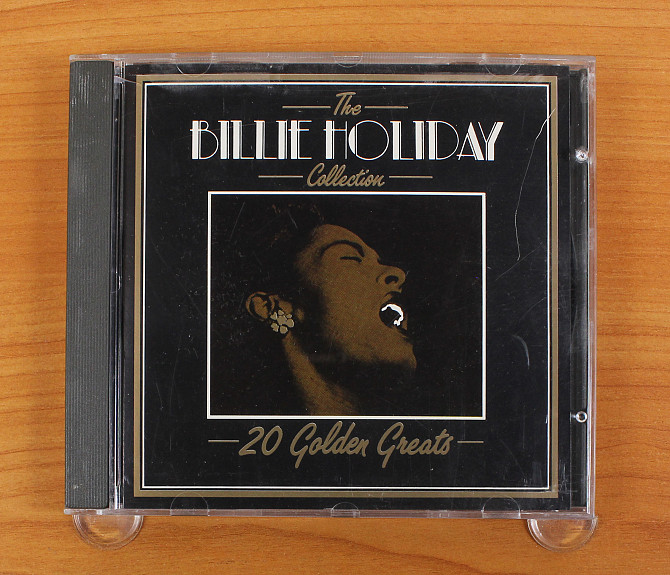 The
BILLIE HOLIDAY
Collection
20 Golden Greats